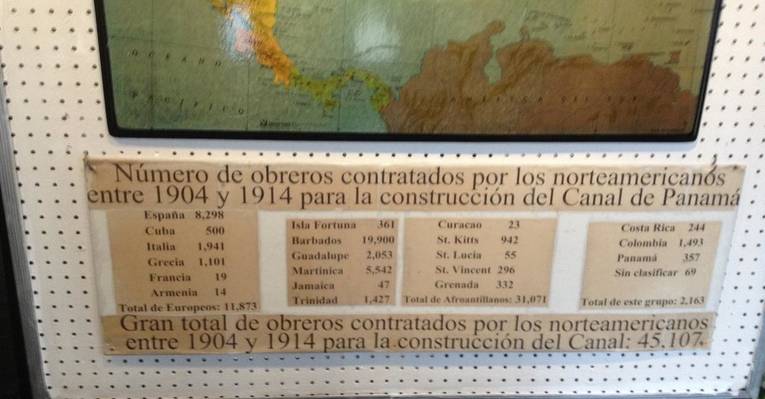 OCEANO
PACIFICO
AMERICA DEL SUR
Número de obreros contratados por los norteamericanos
entre 1904 y 1914 para la construcción del Canal de Panamá
España 8,298
Cuba 500
Italia 1,941
Grecia 1,101
Francia 19
Armenia 14
Total de Europeos: 11,873
Isla Fortuna 361
Barbados 19,900
Guadalupe 2,053
Martinica 5,542
Jamaica 47
Trinidad 1,427
Curacao 23
St. Kitts 942
St. Lucia 55
St. Vincent 296
Grenada 332
Total de Afroantillanos: 31,071
Costa Rica 244
Colombia 1,493
Panamá 357
Sin clasificar 69
Total de este grupo: 2,163
Gran total de obreros contratados por los norteamericanos
entre 1904 y 1914 para la construcción del Canal: 45.107